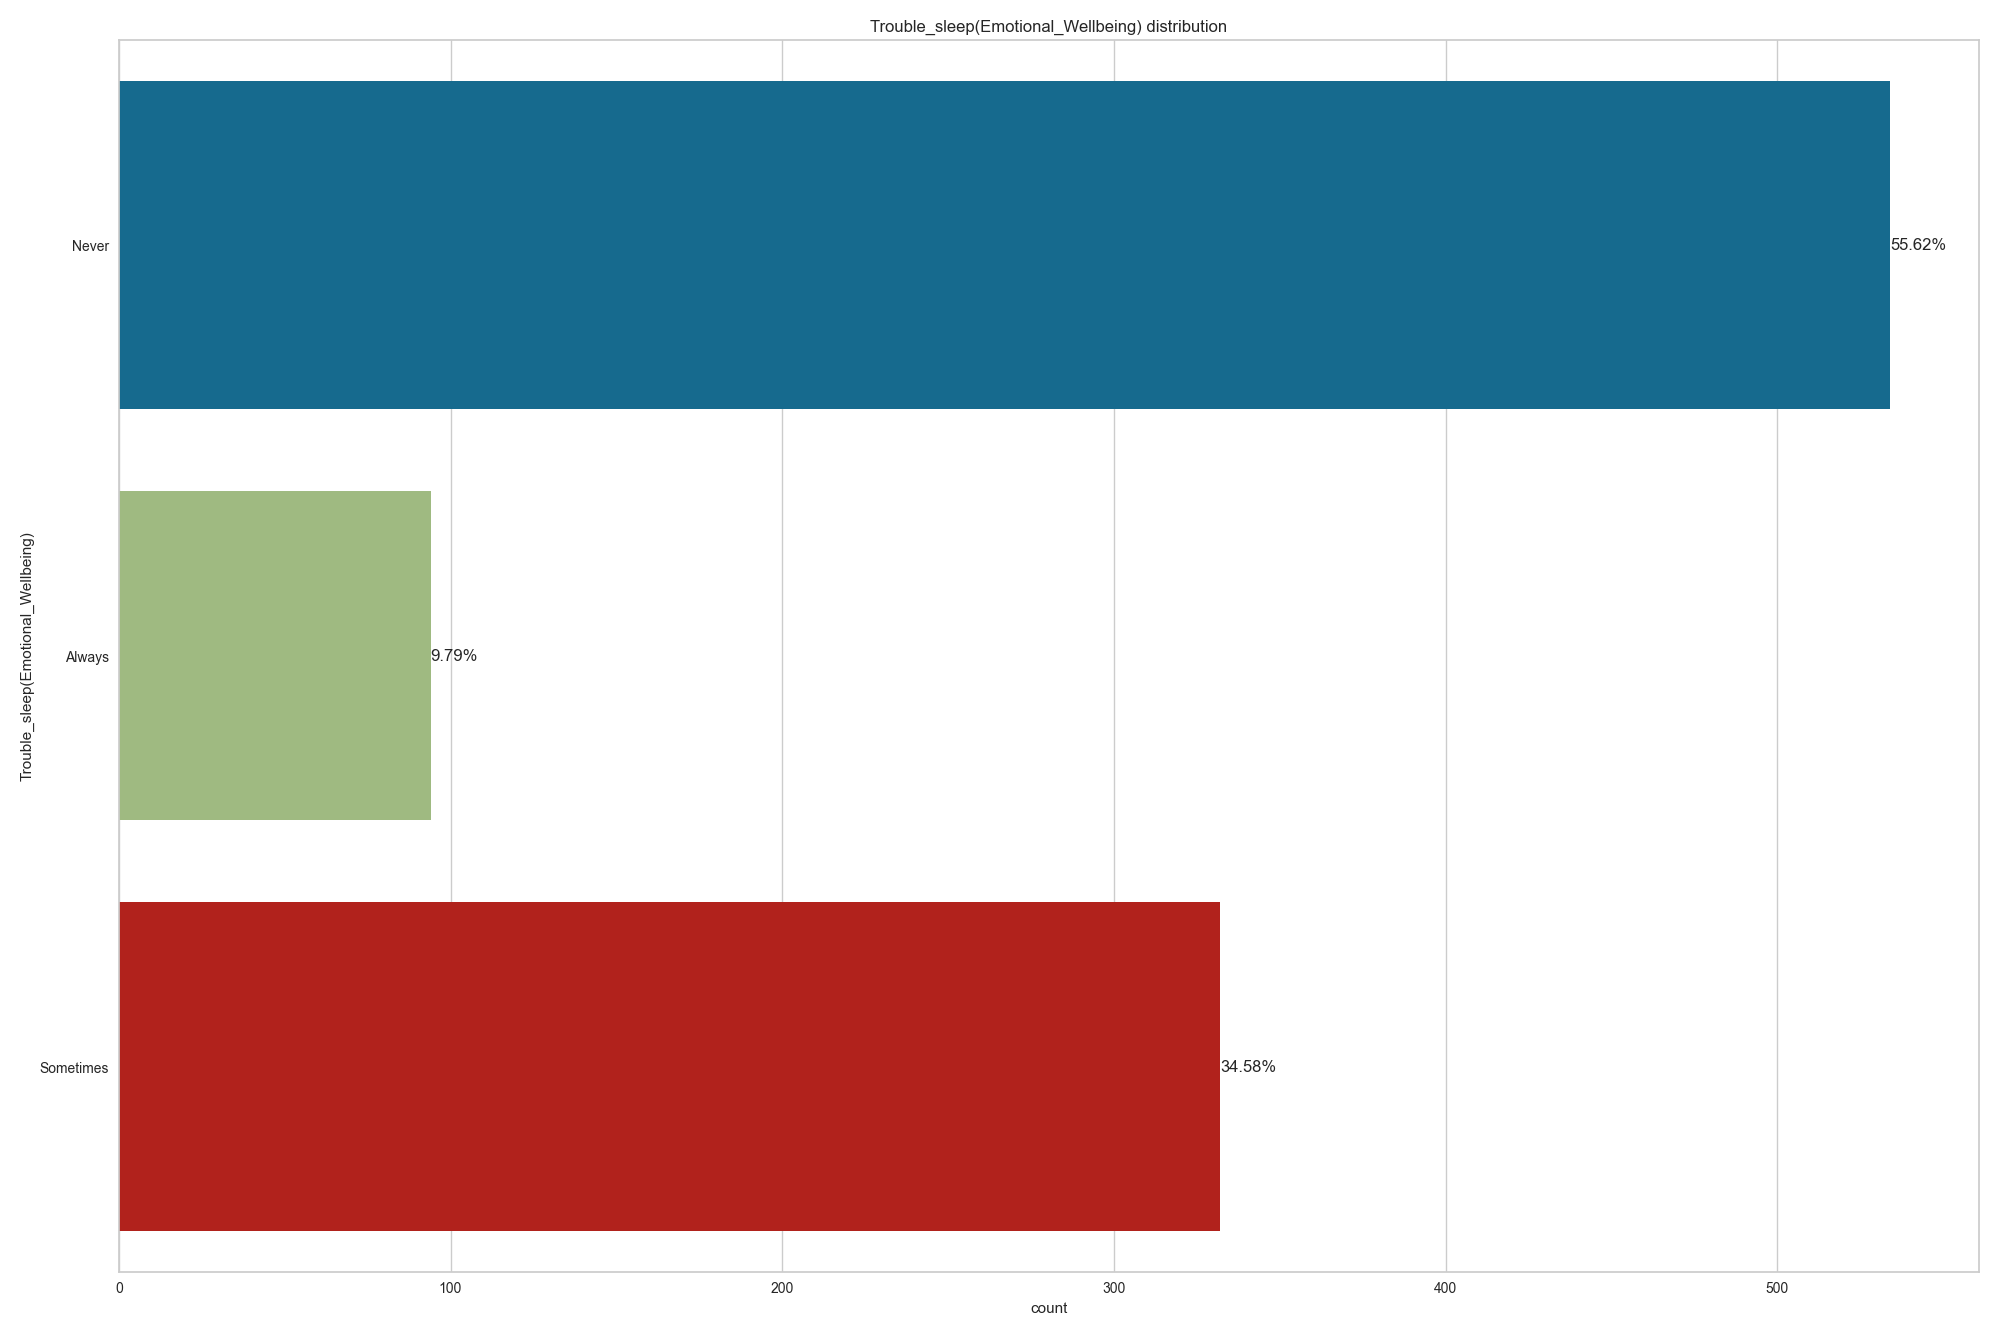 Trouble_sleep(Emotional_Wellbeing) distribution
Never
55.62%
Trouble_sleep(Emotional_Wellbeing)
Always
9.79%
Sometimes
34.58%
0 100 200 300 400 500
count